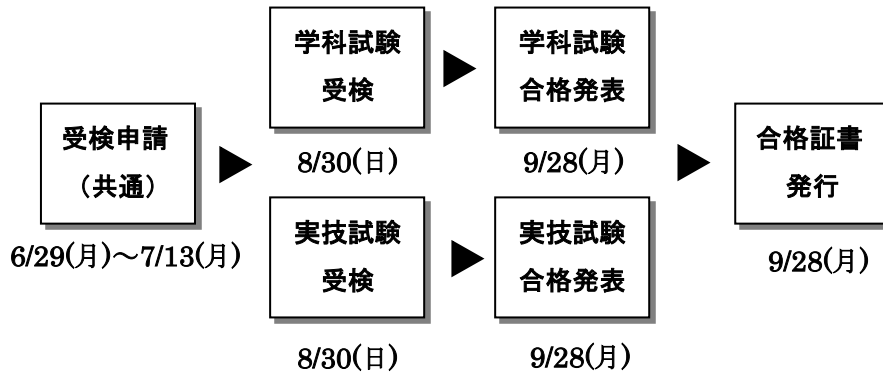 受検申請
（共通）
6/29(月)～7/13(月)
学科試験
受検
8/30(日)
学科試験
合格発表
9/28(月)
実技試験
受検
8/30(日)
実技試験
合格発表
9/28(月)
合格証書
発行
9/28(月)